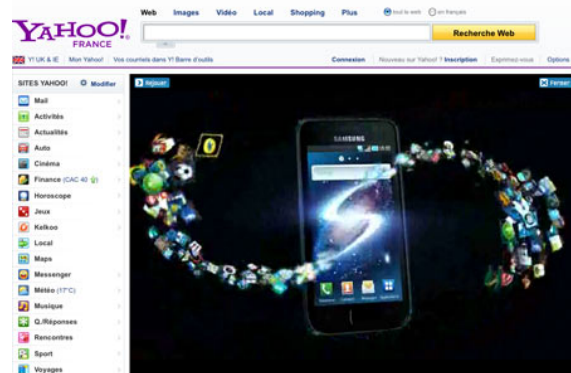 Web Images Vidéo Local Shopping Plus
tout le web en français
YAHOO!
FRANCE
Recherche Web
Y! UK & IE Mon Yahoo! Vos courriels dans Y! Barre d'outils
Connexion Nouveau sur Yahoo! ? Inscription Exprimez-vous Options
SITES YAHOO! Modifier
Rejouer
Fermer
Mail
Activités
Actualités
Auto
Cinéma
Finance (CAC 40)
Horoscope
Jeux
Kelkoo
Local
Maps
Messenger
Météo (17°C)
Musique
Q./Réponses
Rencontres
Sport
Voyages
SAMSUNG